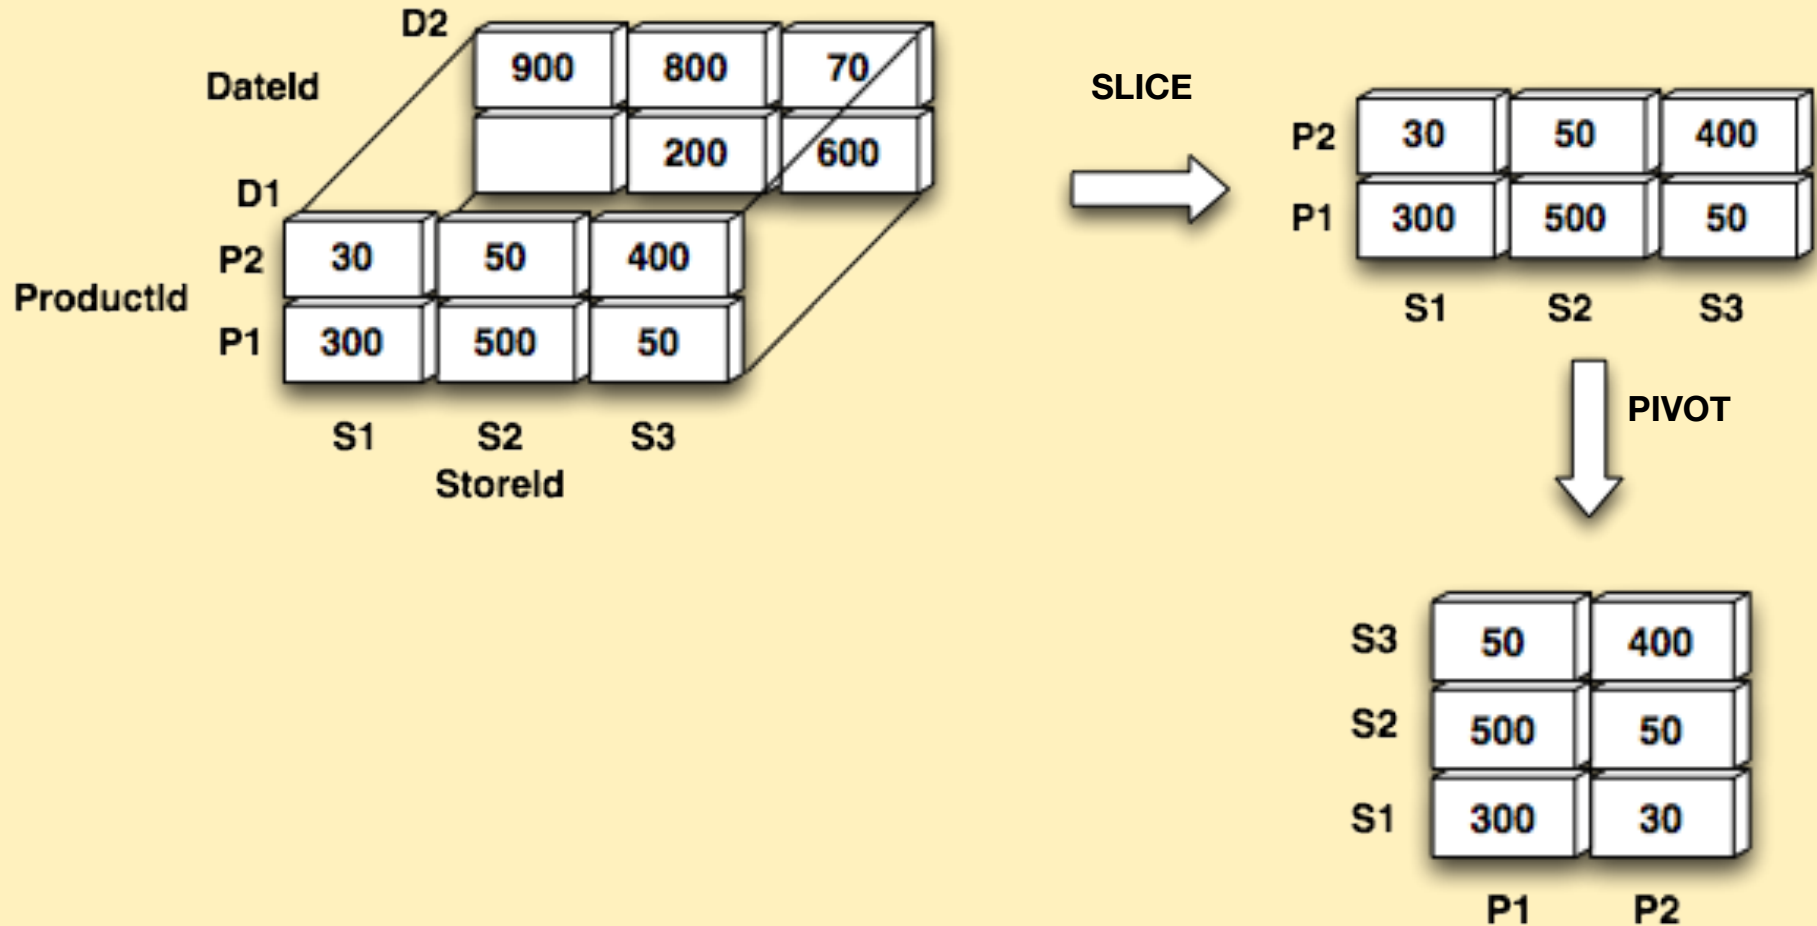 D2
900 800 70
DateId
200 600
D1
P2 30 50 400
ProductId
P1 300 500 50
S1 S2 S3
StoreId
SLICE
P2 30 50 400
P1 300 500 50
S1 S2 S3
PIVOT
S3 50 400
S2 500 50
S1 300 30
P1 P2